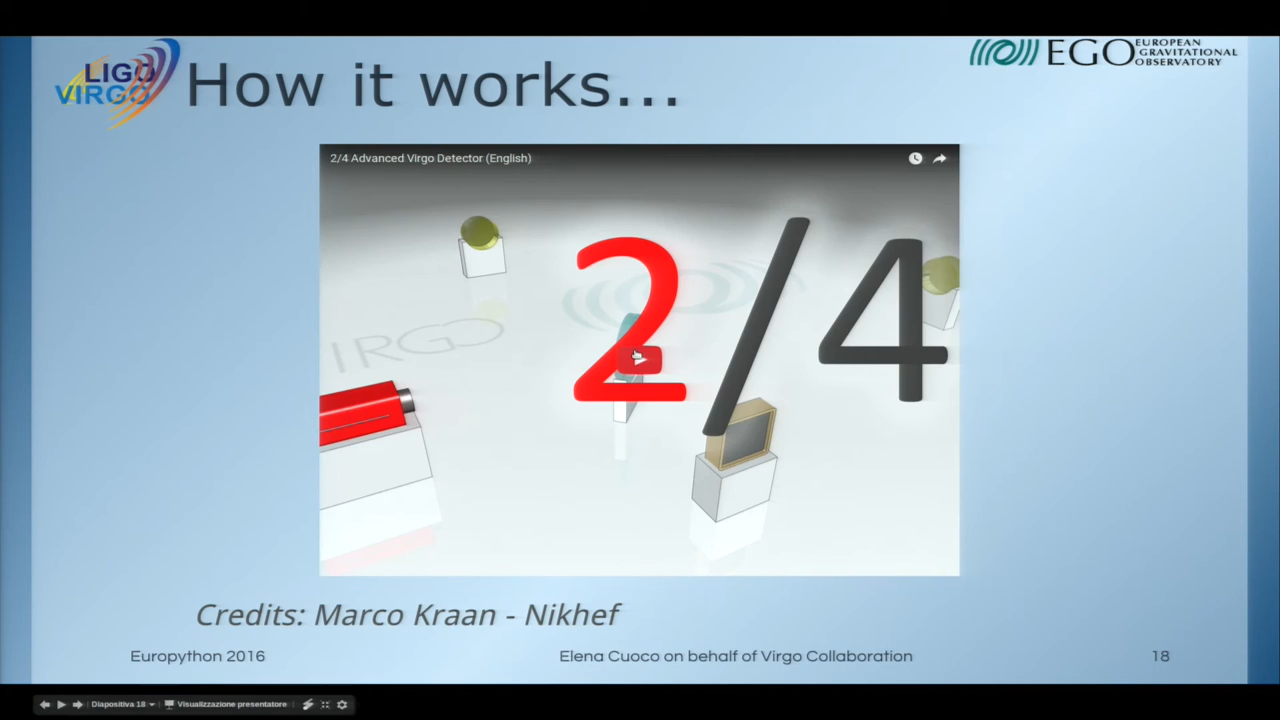 LIGO
VIRGO
How it works...
EGO
EUROPEAN
GRAVITATIONAL
OBSERVATORY
2/4 Advanced Virgo Detector (English)
2/4
IRGO
Credits: Marco Kraan - Nikhef
Europython 2016
Elena Cuoco on behalf of Virgo Collaboration
18
Diapositiva 18
Visualizzazione presentatore